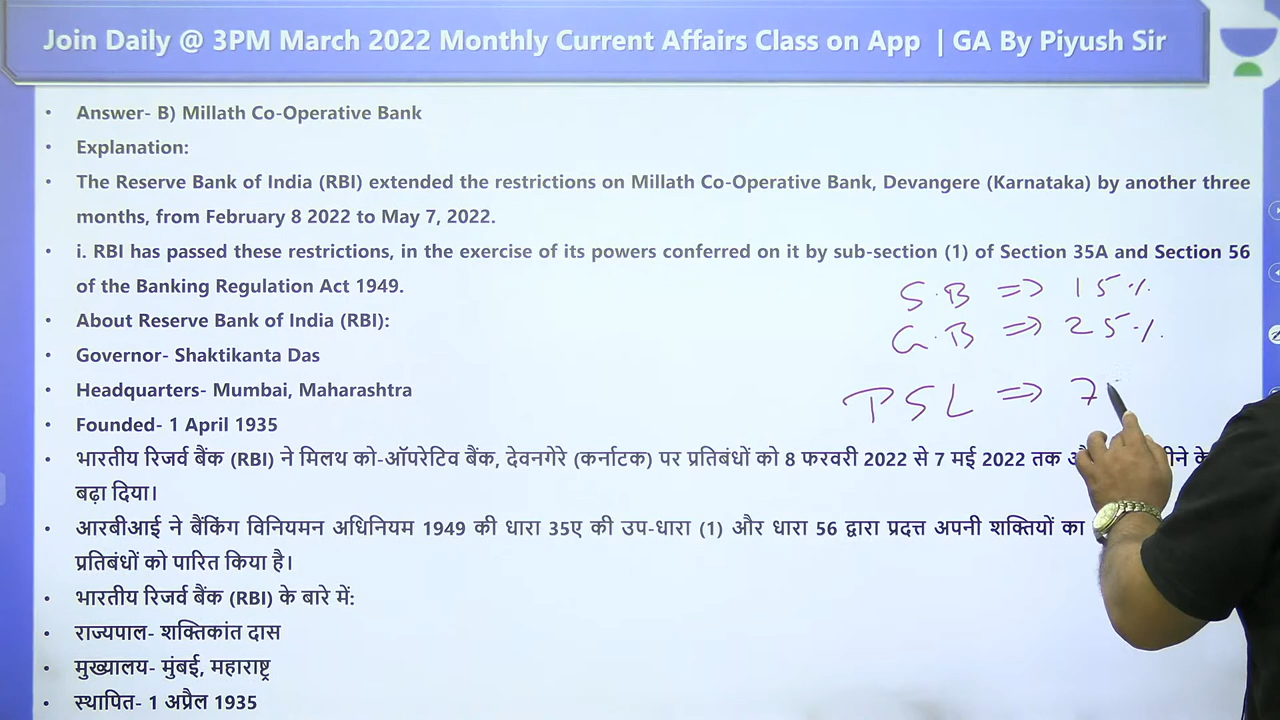 Join Daily @ 3PM March 2022 Monthly Current Affairs Class on App | GA By Piyush Sir
• Answer- B) Millath Co-Operative Bank
• Explanation:
• The Reserve Bank of India (RBI) extended the restrictions on Millath Co-Operative Bank, Devangere (Karnataka) by another three
months, from February 8 2022 to May 7, 2022.
• i. RBI has passed these restrictions, in the exercise of its powers conferred on it by sub-section (1) of Section 35A and Section 56
of the Banking Regulation Act 1949.
S.B => 15%
• About Reserve Bank of India (RBI):
G.B => 25%.
• Governor- Shaktikanta Das
• Headquarters- Mumbai, Maharashtra
PSL => 7
• Founded- 1 April 1935
• भारतीय रिजर्व बैंक (RBI) ने मिलथ को-ऑपरेटिव बैंक, देवनगेरे (कर्नाटक) पर प्रतिबंधों को 8 फरवरी 2022 से 7 मई 2022 तक
बढ़ा दिया।
• आरबीआई ने बैंकिंग विनियमन अधिनियम 1949 की धारा 35ए की उप-धारा (1) और धारा 56 द्वारा प्रदत्त अपनी शक्तियों का
प्रतिबंधों को पारित किया है।
• भारतीय रिजर्व बैंक (RBI) के बारे में:
• राज्यपाल- शक्तिकांत दास
• मुख्यालय- मुंबई, महाराष्ट्र
• स्थापित- 1 अप्रैल 1935